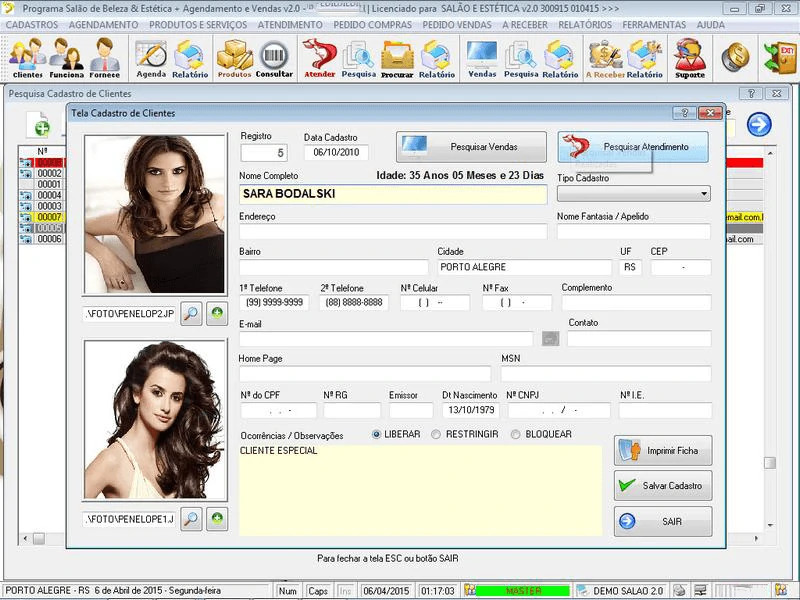 Programa Salão de Beleza & Estética + Agendamento e Vendas v2.0 - Licenciado para SALÃO E ESTÉTICA v2.0 300915 010415 >>>
CADASTROS AGENDAMENTO PRODUTOS E SERVIÇOS ATENDIMENTO PEDIDO COMPRAS PEDIDO VENDAS A RECEBER RELATÓRIOS FERRAMENTAS AJUDA
Clientes Funciona Fornece Agenda Relatório Produtos Consultar Atender Pesquisa Procurar Relatório Vendas Pesquisa Relatório A Receber Relatório Suporte EXIT
Pesquisa Cadastro de Clientes
Tela Cadastro de Clientes
Registro Data Cadastro Pesquisar Vendas Pesquisar Atendimento
5 06/10/2010
Nº
00002
00001
00004
00003
00007
00005
00006
email.com.
ail.com
Nome Completo Idade: 35 Anos 05 Meses e 23 Dias Tipo Cadastro
SARA BODALSKI
Endereço Nome Fantasia / Apelido
Bairro Cidade UF CEP
PORTO ALEGRE RS -
1ª Telefone 2ª Telefone Nº Celular Nº Fax Complemento
(99) 9999-9999 (88) 8888-8888 ( ) -- ( ) -
.\FOTO\PENELOP2.JP
E-mail Contato
Home Page MSN
Nº do CPF Nº RG Emissor Dt Nascimento Nº CNPJ Nº I.E.
. . - 13/10/1979 . . / -
Ocorrências / Observações LIBERAR RESTRINGIR BLOQUEAR
CLIENTE ESPECIAL
Imprimir Ficha
Salvar Cadastro
.\FOTO\PENELOPE1.J
SAIR
Para fechar a tela ESC ou botão SAIR
PORTO ALEGRE - RS 6 de Abril de 2015 - Segunda-feira Num Caps Ins 06/04/2015 01:17:03 MASTER DEMO SALAO 2.0